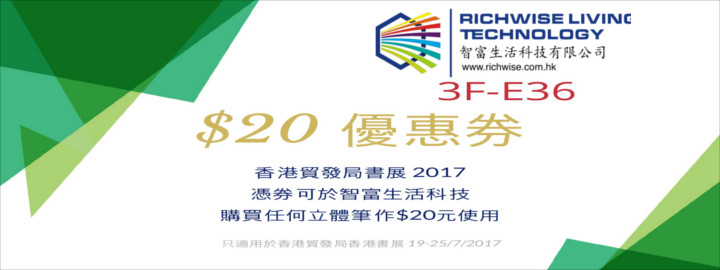 RICHWISE LIVING
TECHNOLOGY
智富生活科技有限公司
www.richwise.com.hk
3F-E36
$20 優惠券
香港貿發局書展 2017
憑券可於智富生活科技
購買任何立體筆作$20元使用
只適用於香港貿發局香港書展 19-25/7/2017